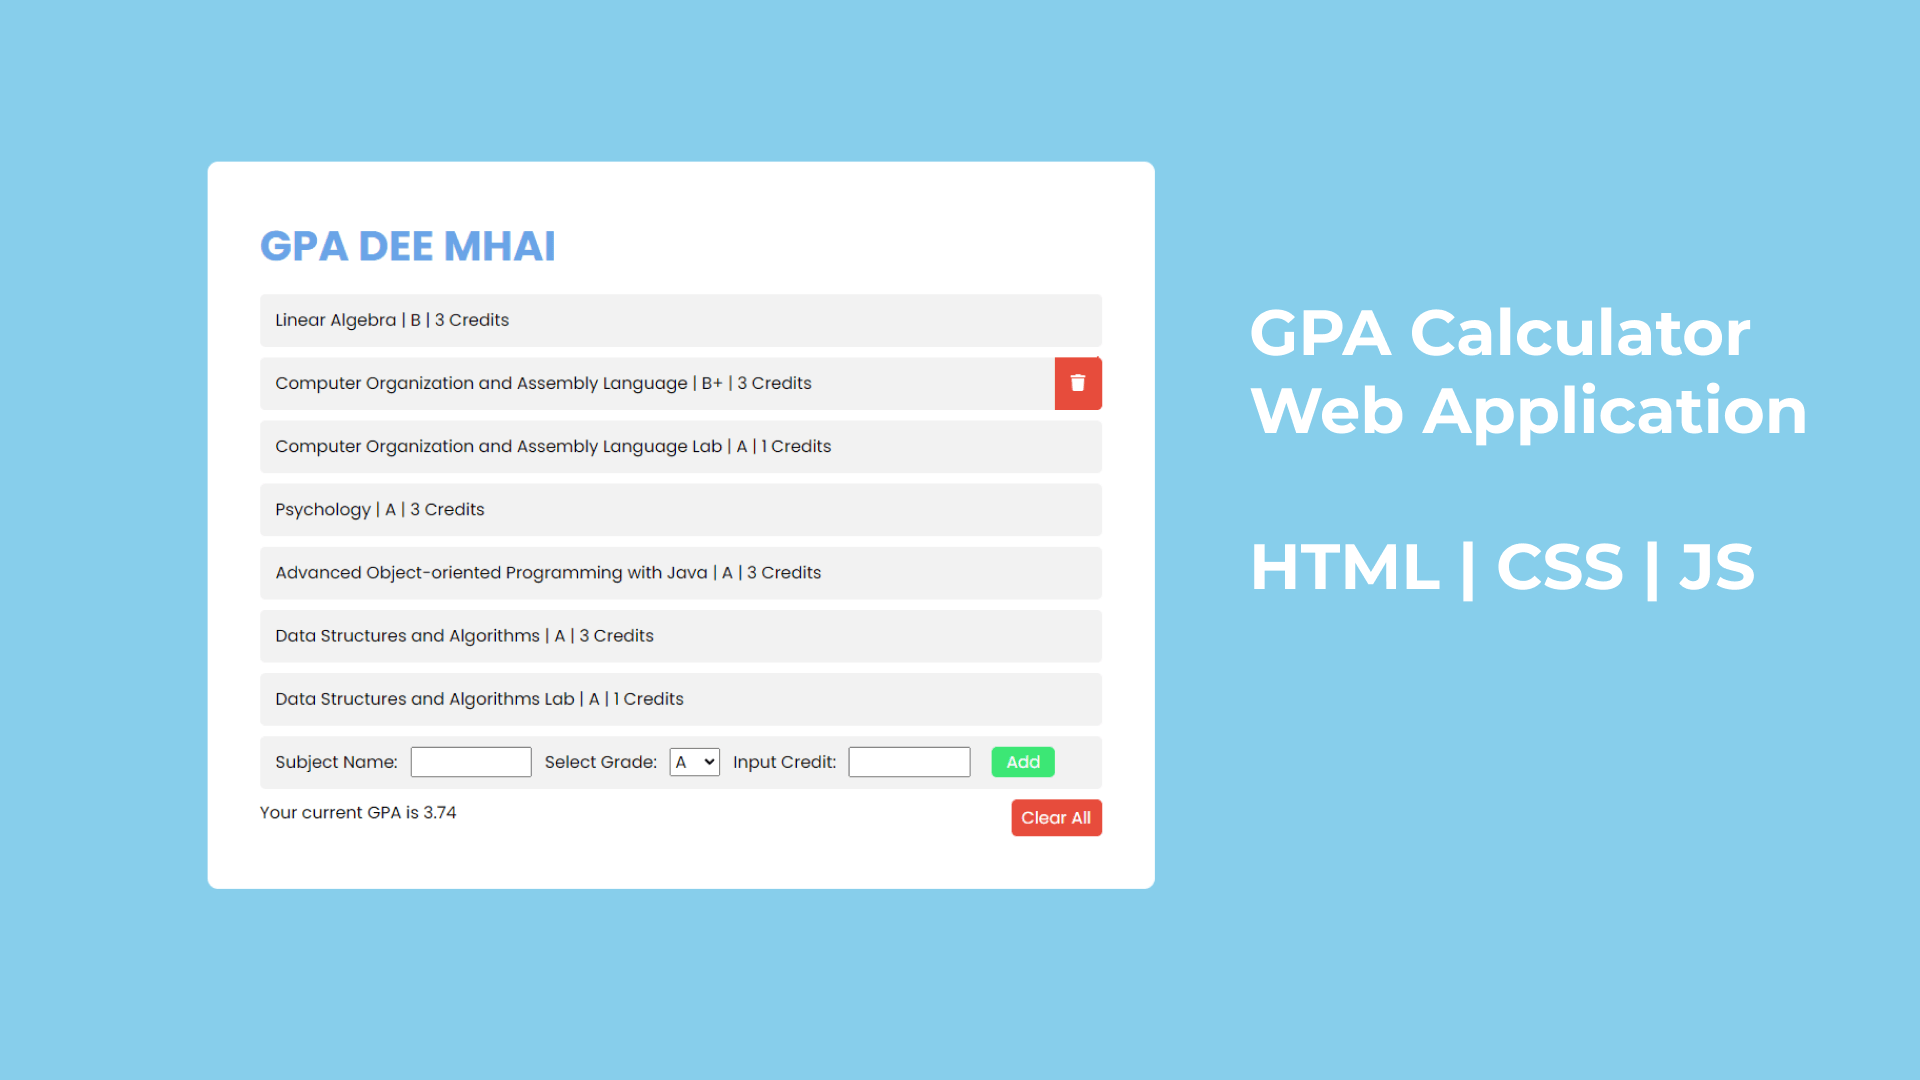 GPA DEE MHAI
Linear Algebra | B | 3 Credits
Computer Organization and Assembly Language | B+ | 3 Credits
Computer Organization and Assembly Language Lab | A | 1 Credits
Psychology | A | 3 Credits
Advanced Object-oriented Programming with Java | A | 3 Credits
Data Structures and Algorithms | A | 3 Credits
Data Structures and Algorithms Lab | A | 1 Credits
Subject Name: Select Grade: A Input Credit: Add
Your current GPA is 3.74
Clear All
GPA Calculator
Web Application
HTML | CSS | JS